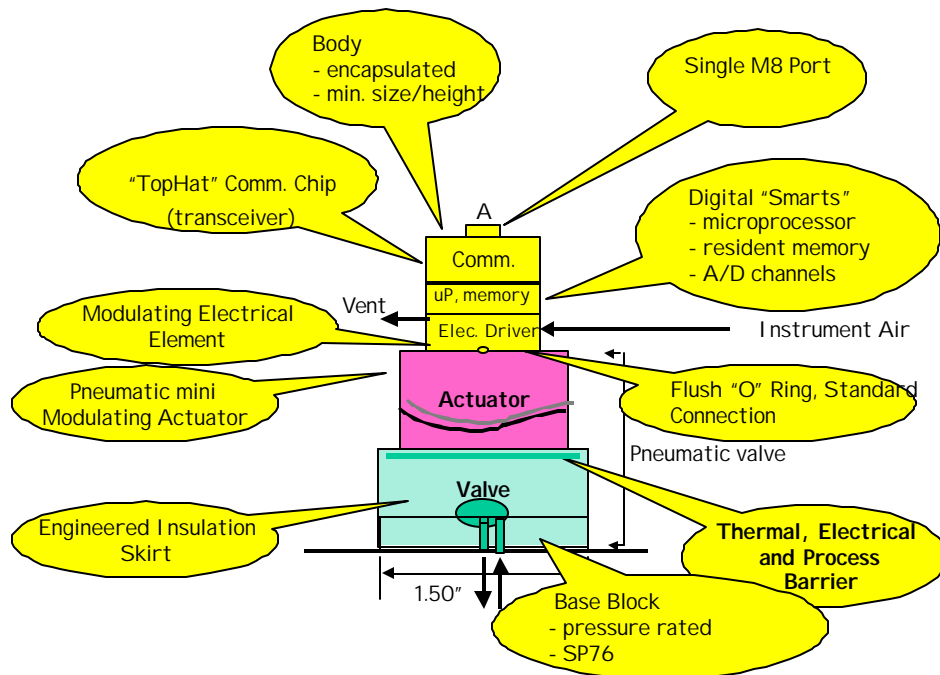 Body
- encapsulated
- min. size/height
Single M8 Port
"TopHat" Comm. Chip
(transceiver)
A
Digital "Smarts"
- microprocessor
- resident memory
- A/D channels
Comm.
uP, memory
Vent
Elec. Driver
Instrument Air
Modulating Electrical
Element
Pneumatic mini
Modulating Actuator
Actuator
Flush "O" Ring, Standard
Connection
Pneumatic valve
Valve
Engineered Insulation
Skirt
Thermal, Electrical
and Process
Barrier
1.50"
Base Block
- pressure rated
- SP76